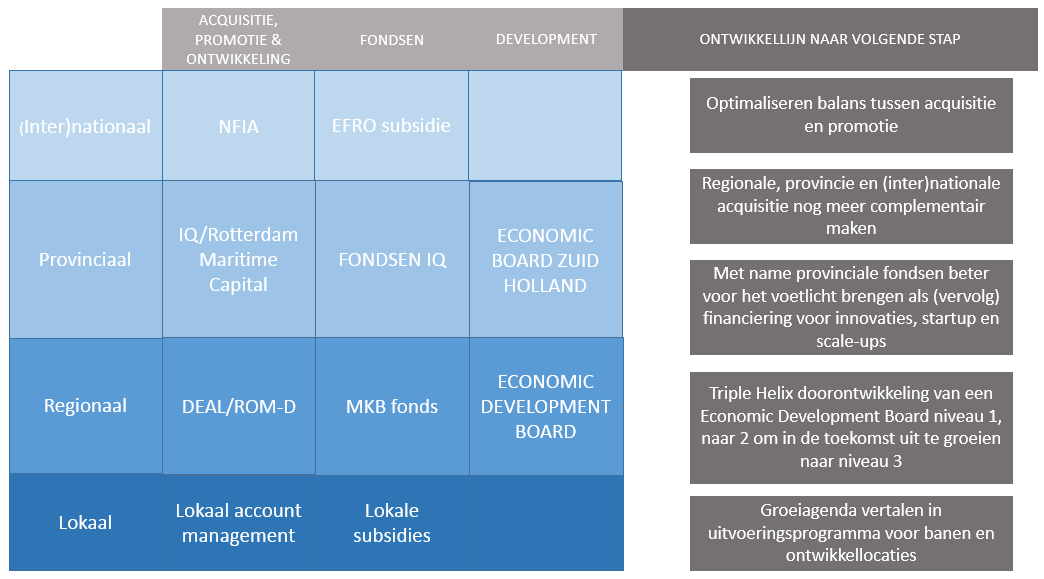 ACQUISITIE,
PROMOTIE &
ONTWIKKELING
FONDSEN
DEVELOPMENT
ONTWIKKELLIJN NAAR VOLGENDE STAP
(Inter)nationaal
NFIA
EFRO subsidie
Provinciaal
IQ/Rotterdam
Maritime
Capital
FONDSEN IQ
ECONOMIC
BOARD ZUID
HOLLAND
Regionaal
DEAL/ROM-D
MKB fonds
ECONOMIC
DEVELOPMENT
BOARD
Lokaal
Lokaal account
management
Lokale
subsidies
Optimaliseren balans tussen acquisitie
en promotie
Regionale, provincie en (inter)nationale
acquisitie nog meer complementair
maken
Met name provinciale fondsen beter
voor het voetlicht brengen als (vervolg)
financiering voor innovaties, startup en
scale-ups
Triple Helix doorontwikkeling van een
Economic Development Board niveau 1,
naar 2 om in de toekomst uit te groeien
naar niveau 3
Groeiagenda vertalen in
uitvoeringsprogramma voor banen en
ontwikkellocaties